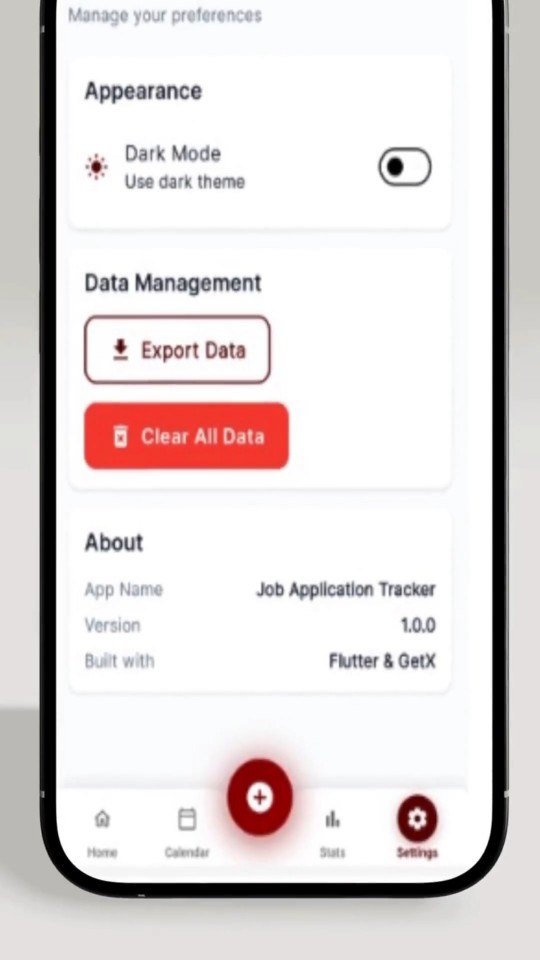 Manage your preferences
Appearance
Dark Mode
Use dark theme
Data Management
Export Data
Clear All Data
About
App Name Job Application Tracker
Version 1.0.0
Built with Flutter & GetX
Home Calendar Stats Settings